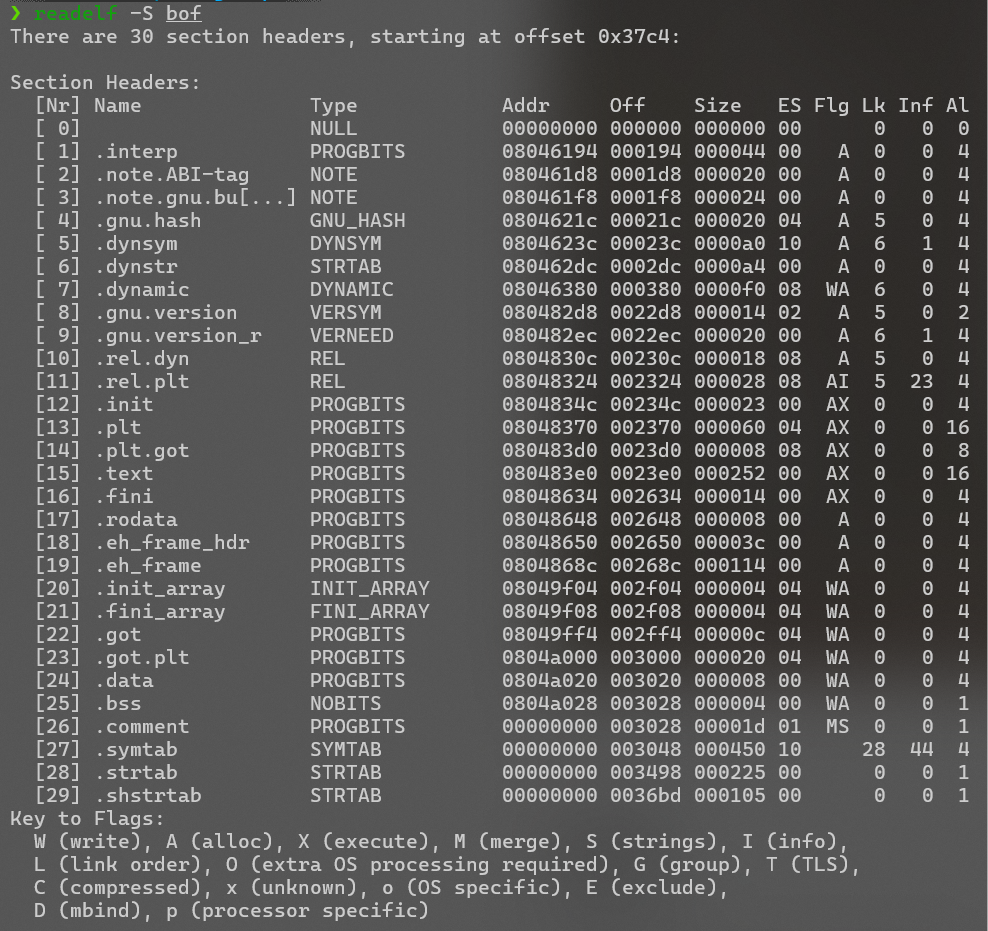 ❯ readelf -S bof
There are 30 section headers, starting at offset 0x37c4:

Section Headers:
  [Nr] Name              Type            Addr     Off    Size   ES Flg Lk Inf Al
  [ 0]                   NULL            00000000 000000 000000 00      0   0  0
  [ 1] .interp           PROGBITS        08046194 000194 000044 00   A  0   0  4
  [ 2] .note.ABI-tag     NOTE            080461d8 0001d8 000020 00   A  0   0  4
  [ 3] .note.gnu.bu[...] NOTE            080461f8 0001f8 000024 00   A  0   0  4
  [ 4] .gnu.hash         GNU_HASH        0804621c 00021c 000020 04   A  5   0  4
  [ 5] .dynsym           DYNSYM          0804623c 00023c 0000a0 10   A  6   1  4
  [ 6] .dynstr           STRTAB          080462dc 0002dc 0000a4 00   A  0   0  4
  [ 7] .dynamic          DYNAMIC         08046380 000380 0000f0 08  WA  6   0  4
  [ 8] .gnu.version      VERSYM          080482d8 0022d8 000014 02   A  5   0  2
  [ 9] .gnu.version_r    VERNEED         080482ec 0022ec 000020 00   A  6   1  4
  [10] .rel.dyn          REL             0804830c 00230c 000018 08   A  5   0  4
  [11] .rel.plt          REL             08048324 002324 000028 08  AI  5  23  4
  [12] .init             PROGBITS        0804834c 00234c 000023 00  AX  0   0  4
  [13] .plt              PROGBITS        08048370 002370 000060 04  AX  0   0 16
  [14] .plt.got          PROGBITS        080483d0 0023d0 000008 08  AX  0   0  8
  [15] .text             PROGBITS        080483e0 0023e0 000252 00  AX  0   0 16
  [16] .fini             PROGBITS        08048634 002634 000014 00  AX  0   0  4
  [17] .rodata           PROGBITS        08048648 002648 000008 00   A  0   0  4
  [18] .eh_frame_hdr     PROGBITS        08048650 002650 00003c 00   A  0   0  4
  [19] .eh_frame         PROGBITS        0804868c 00268c 000114 00   A  0   0  4
  [20] .init_array       INIT_ARRAY      08049f04 002f04 000004 04  WA  0   0  4
  [21] .fini_array       FINI_ARRAY      08049f08 002f08 000004 04  WA  0   0  4
  [22] .got              PROGBITS        08049ff4 002ff4 00000c 04  WA  0   0  4
  [23] .got.plt          PROGBITS        0804a000 003000 000020 04  WA  0   0  4
  [24] .data             PROGBITS        0804a020 003020 000008 00  WA  0   0  4
  [25] .bss              NOBITS          0804a028 003028 000004 00  WA  0   0  1
  [26] .comment          PROGBITS        00000000 003028 00001d 01  MS  0   0  1
  [27] .symtab           SYMTAB          00000000 003048 000450 10     28  44  4
  [28] .strtab           STRTAB          00000000 003498 000225 00      0   0  1
  [29] .shstrtab         STRTAB          00000000 0036bd 000105 00      0   0  1
Key to Flags:
  W (write), A (alloc), X (execute), M (merge), S (strings), I (info),
  L (link order), O (extra OS processing required), G (group), T (TLS),
  C (compressed), x (unknown), o (OS specific), E (exclude),
  D (mbind), p (processor specific)